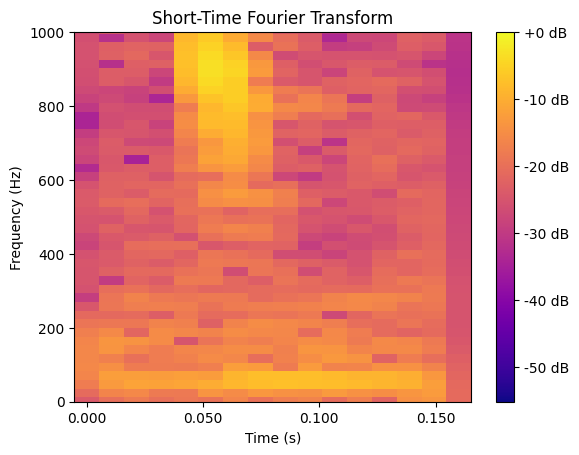 Short-Time Fourier Transform
1000
800
600
400
200
0
Frequency (Hz)
0.000
0.050
0.100
0.150
Time (s)
+0 dB
-10 dB
-20 dB
-30 dB
-40 dB
-50 dB